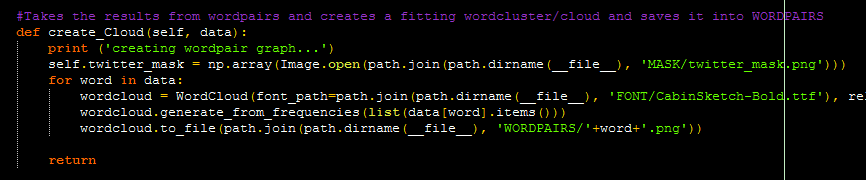 #Takes the results from wordpairs and creates a fitting wordcluster/cloud and saves it into WORDPAIRS
def create_Cloud(self, data):
print ('creating wordpair graph...')
self.twitter_mask = np.array(Image.open(path.join(path.dirname(__file__), 'MASK/twitter_mask.png')))
for word in data:
wordcloud = WordCloud(font_path=path.join(path.dirname(__file__), 'FONT/CabinSketch-Bold.ttf'), rel
wordcloud.generate_from_frequencies(list(data[word].items()))
wordcloud.to_file(path.join(path.dirname(__file__), 'WORDPAIRS/'+word+'.png'))
return